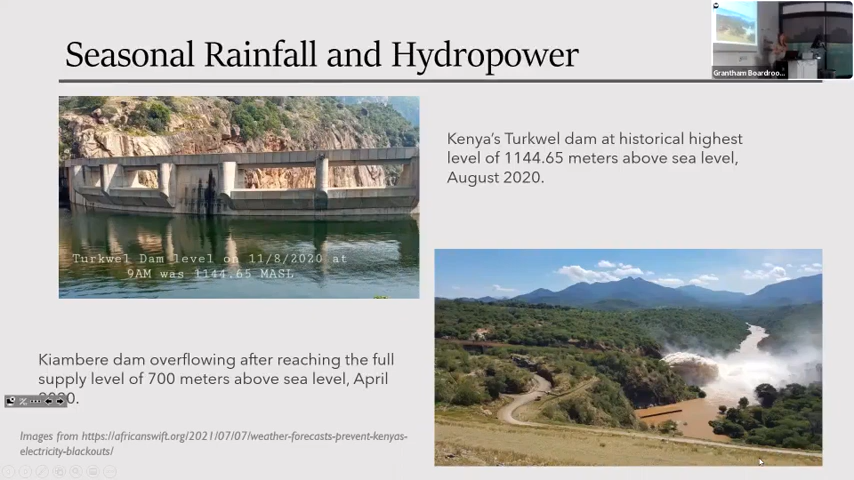 Seasonal Rainfall and Hydropower
Grantham Boardroo...
Kenya's Turkwel dam at historical highest
level of 1144.65 meters above sea level,
August 2020.
Turkwel Dam level on 11/8/2020 at
9AM was 1144.65 MASL
Kiambere dam overflowing after reaching the full
supply level of 700 meters above sea level, April
Images from https://africanswift.org/2021/07/07/weather-forecasts-prevent-kenyas-
electricity-blackouts/